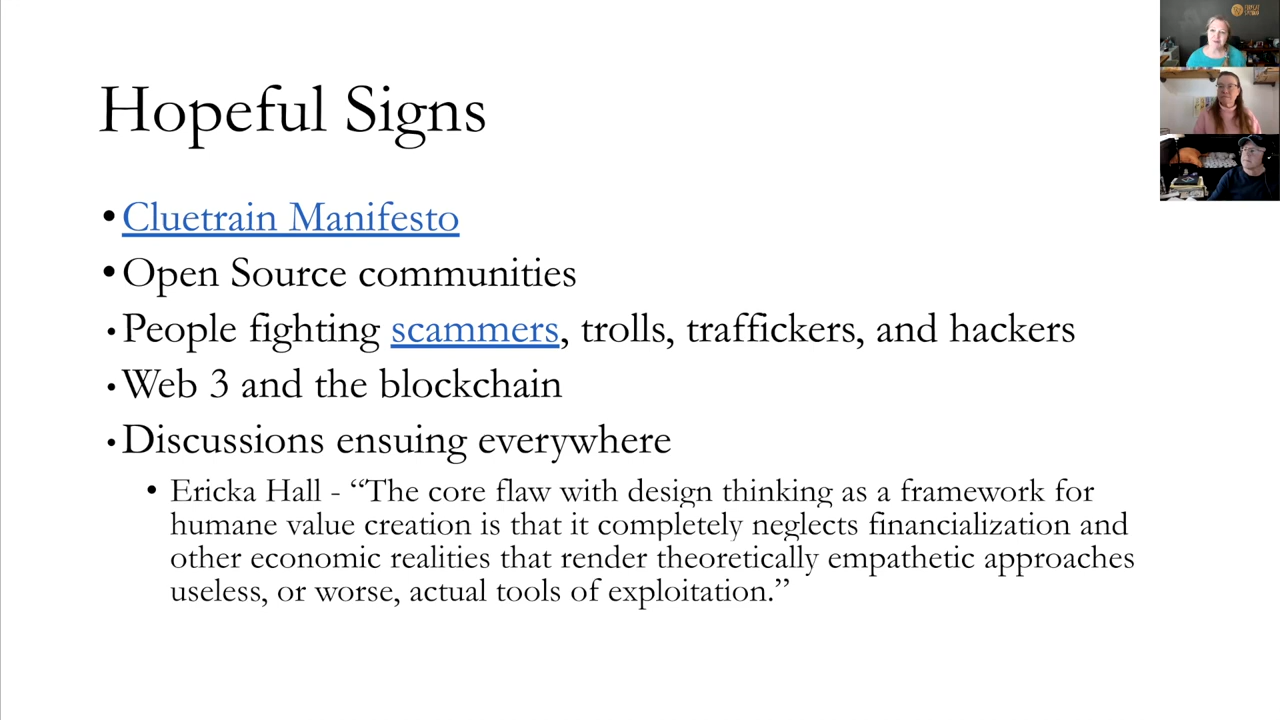 Hopeful Signs
• Cluetrain Manifesto
• Open Source communities
• People fighting scammers, trolls, traffickers, and hackers
• Web 3 and the blockchain
• Discussions ensuing everywhere
• Ericka Hall - “The core flaw with design thinking as a framework for
humane value creation is that it completely neglects financialization and
other economic realities that render theoretically empathetic approaches
useless, or worse, actual tools of exploitation.”